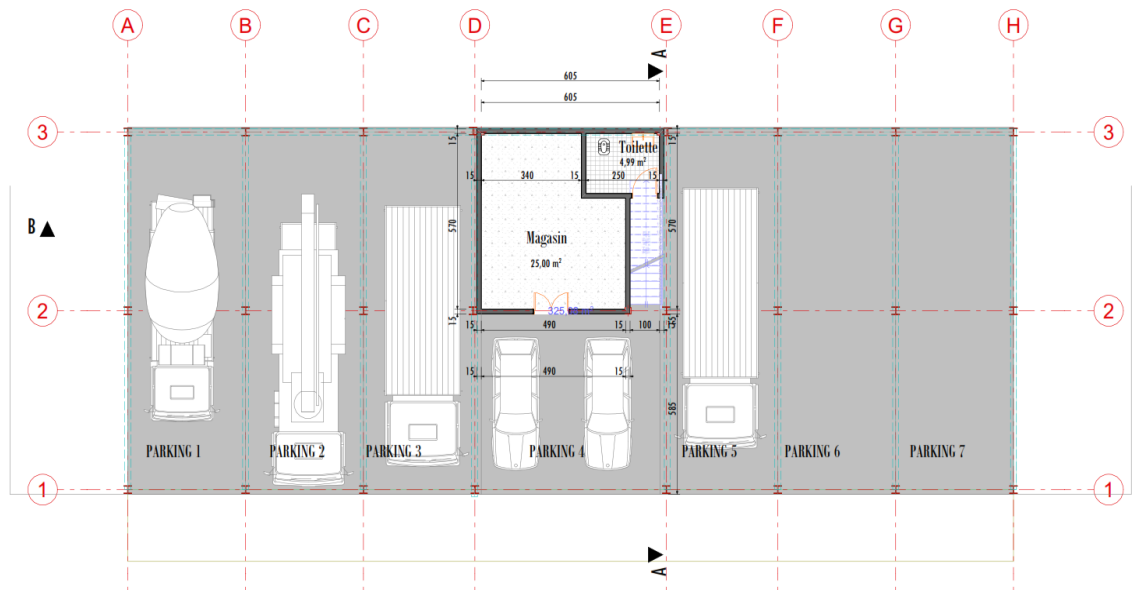 A B C D E F G H
A
605
605
3 3
15 15
Toilette
4,99 m²
15 340 15 250 15
B
570 570
Magasin
25,00 m²
2 2
15
15 490 15 100
15 490 15
585
PARKING 1 PARKING 2 PARKING 3 PARKING 4 PARKING 5 PARKING 6 PARKING 7
1 1
A